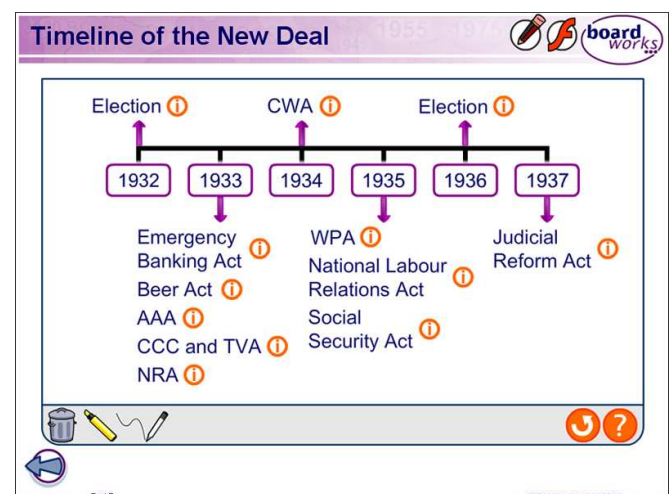 Timeline of the New Deal
board
works
Election CWA Election
1932 1933 1934 1935 1936 1937
Emergency
Banking Act
Beer Act
AAA
CCC and TVA
NRA
WPA
National Labour
Relations Act
Social
Security Act
Judicial
Reform Act
?